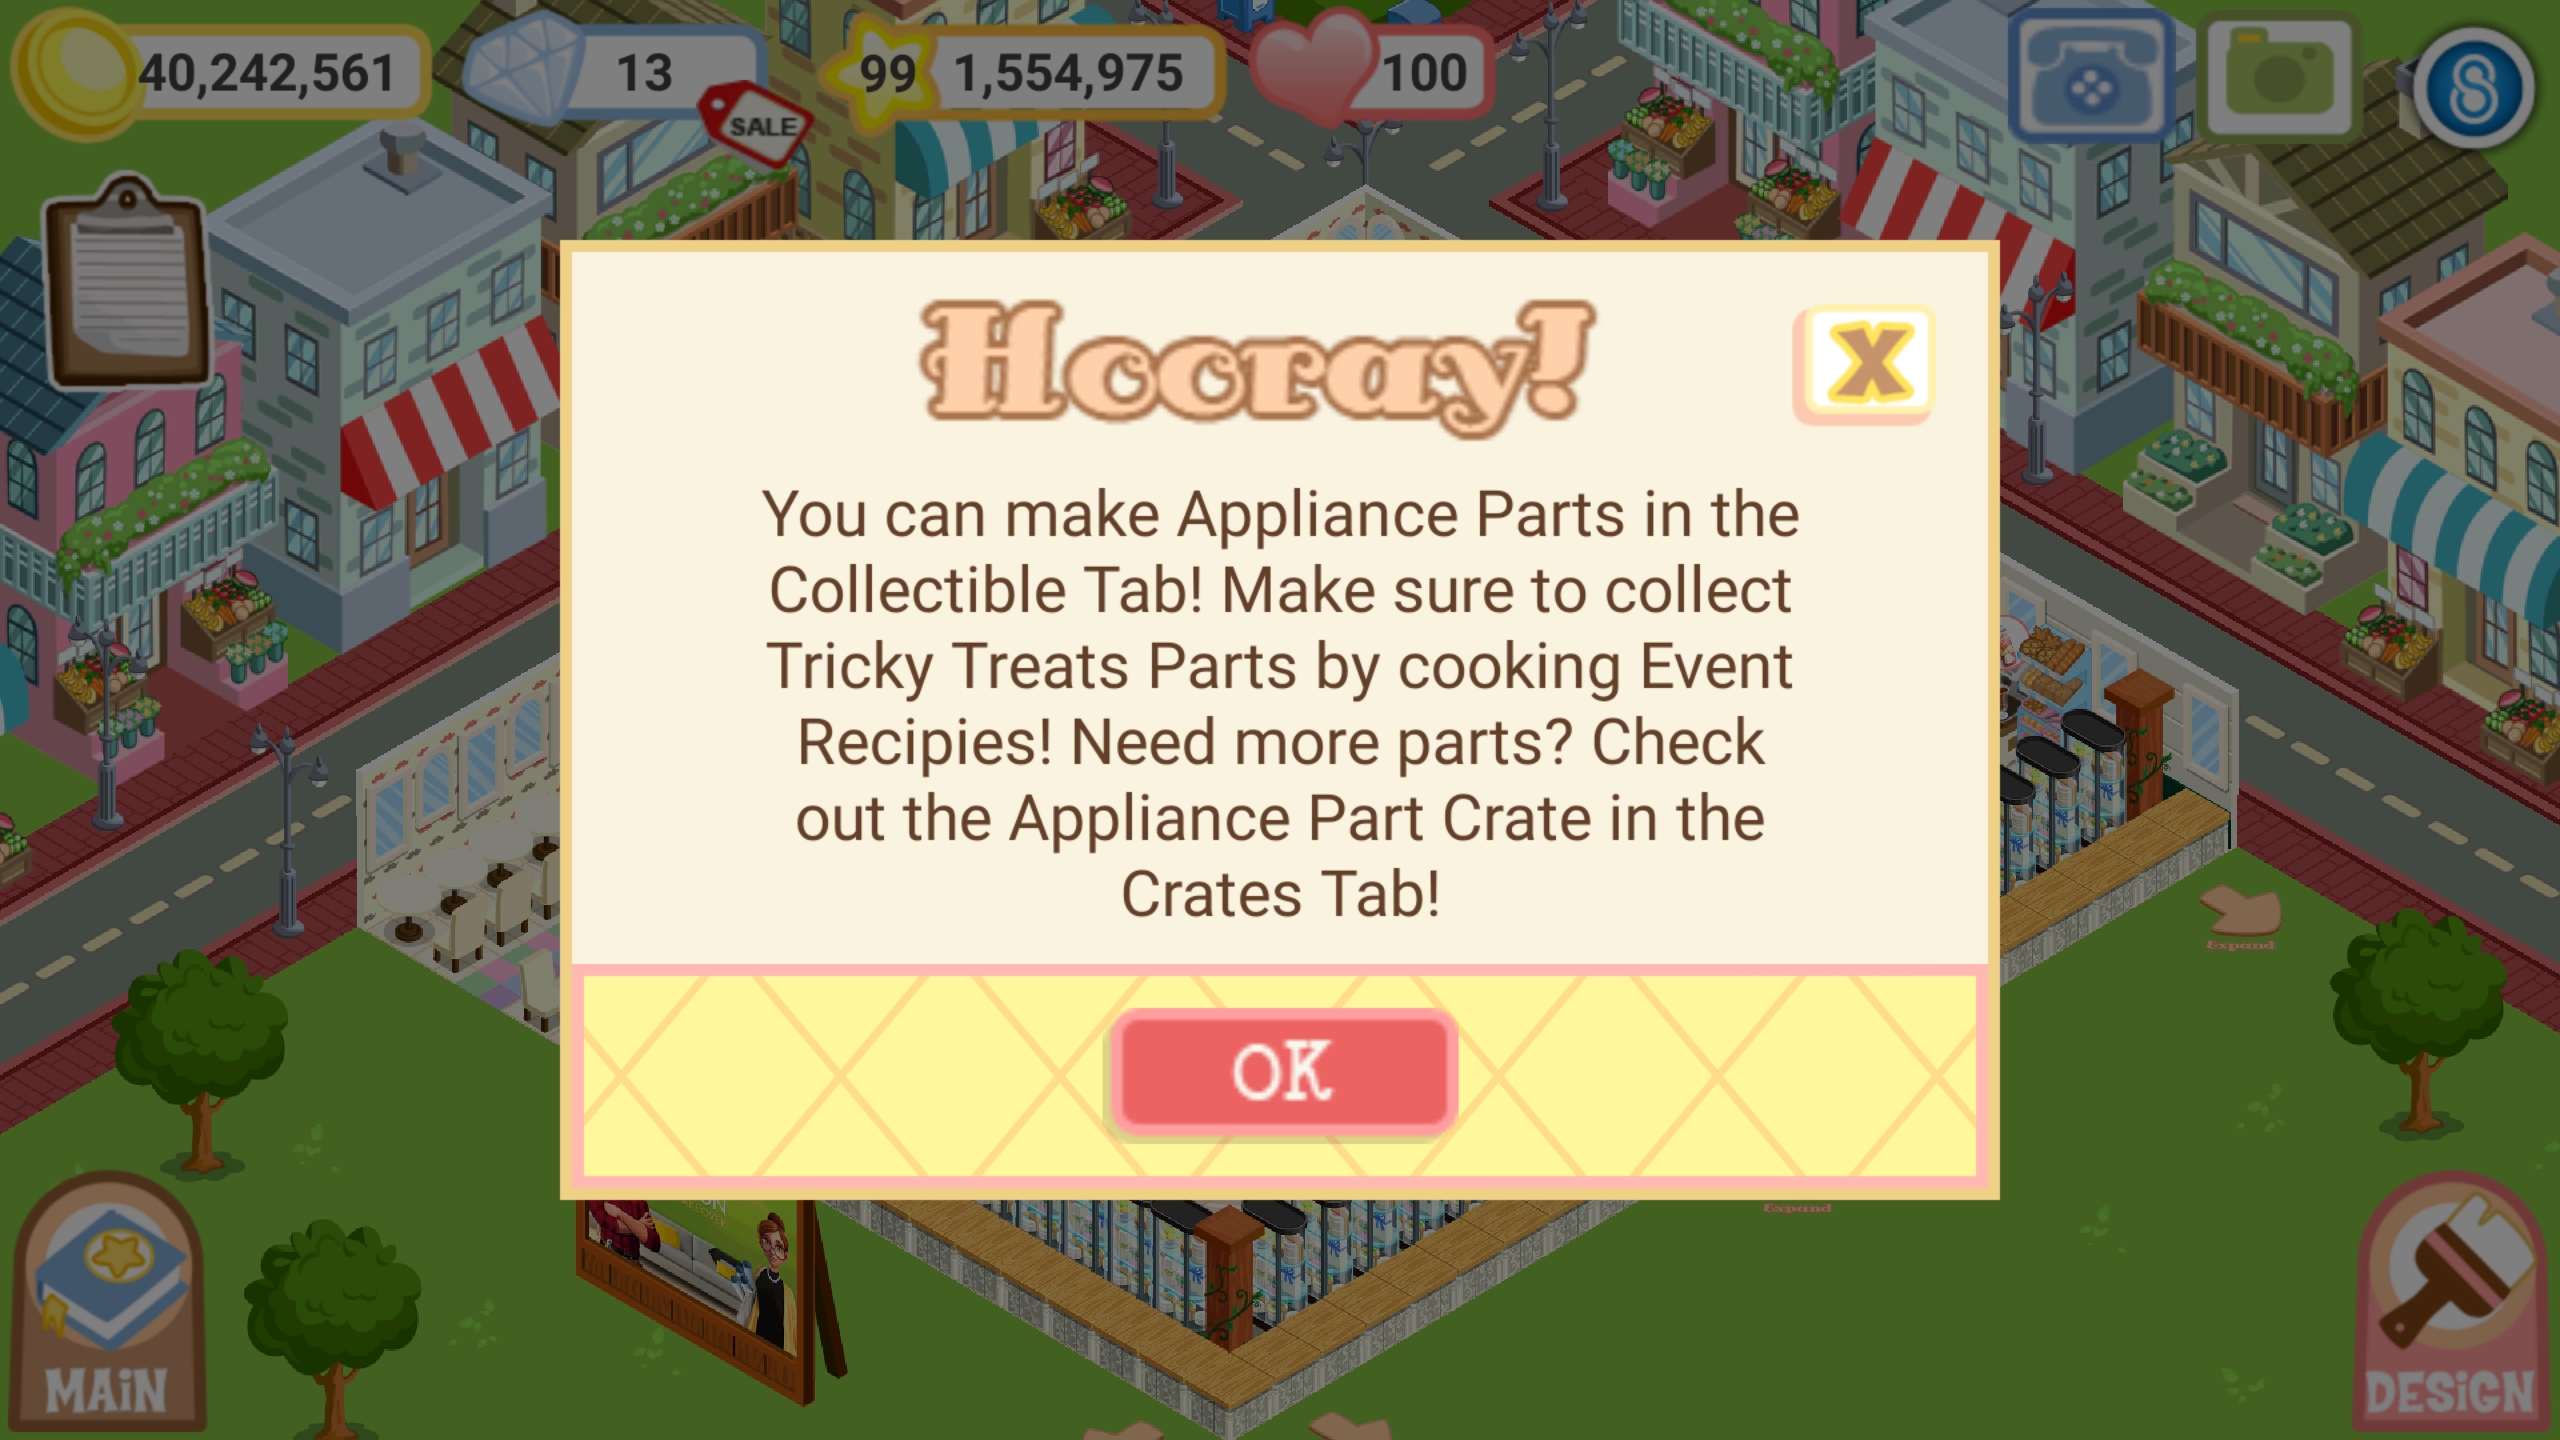 40,242,561
13
SALE
99
1,554,975
100
Hooray!
X
You can make Appliance Parts in the
Collectible Tab! Make sure to collect
Tricky Treats Parts by cooking Event
Recipies! Need more parts? Check
out the Appliance Part Crate in the
Crates Tab!
OK
Expand
Expand
MAiN
DESiGN